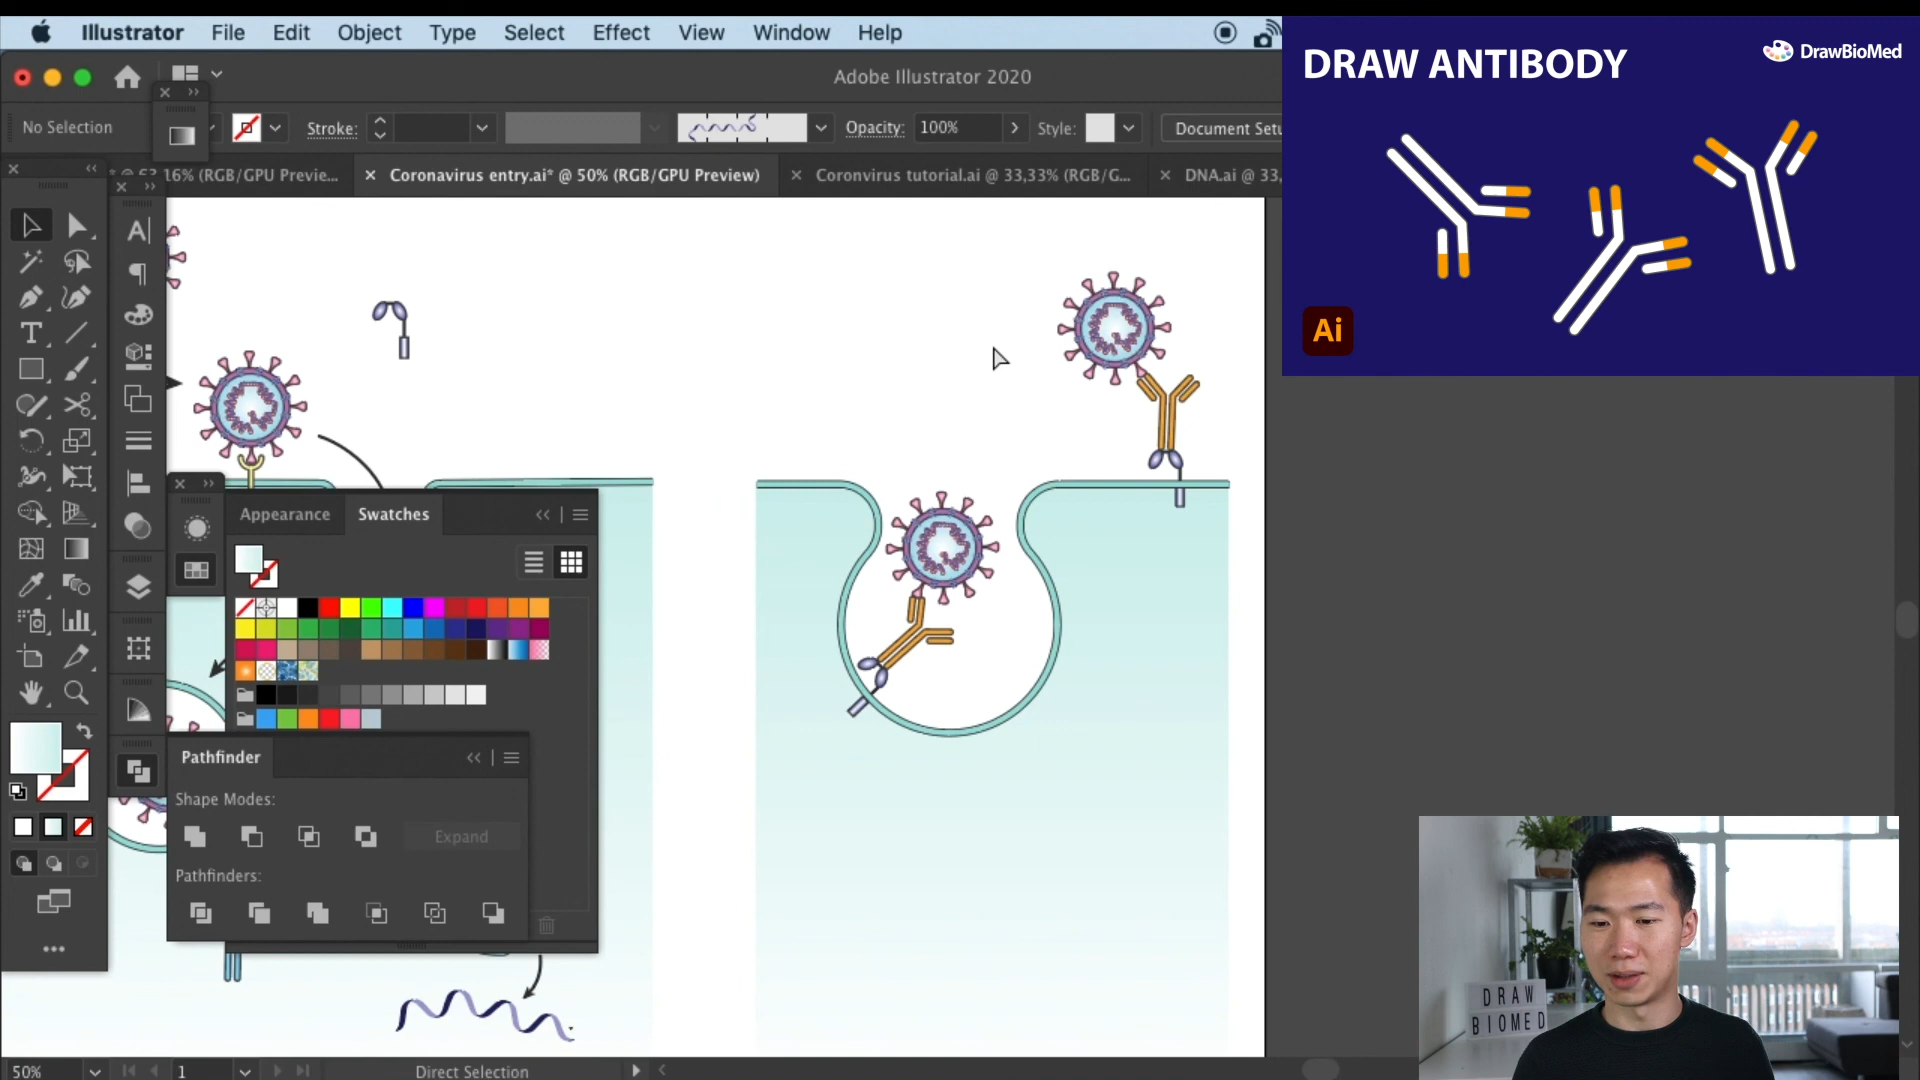 Illustrator File Edit Object Type Select Effect View Window Help
Adobe Illustrator 2020
No Selection Stroke: Opacity: 100% Style: Document Setu
16% (RGB/GPU Previe... × Coronavirus entry.ai* @ 50% (RGB/GPU Preview) × Coronvirus tutorial.ai @ 33,33% (RGB/G... × DNA.ai @ 33,
Appearance Swatches
Pathfinder
Shape Modes:
Expand
Pathfinders:
50% 1 Direct Selection
DRAW ANTIBODY
DrawBioMed
Ai
DRAW
BIOMED